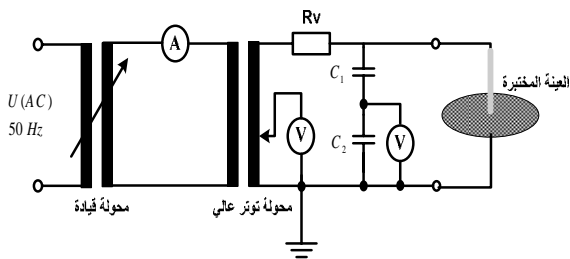 Rv
A
C₁
العينة المختبرة
U (AC)
50 Hz
V
C₂
V
محولة قيادة
محولة توتر عالي